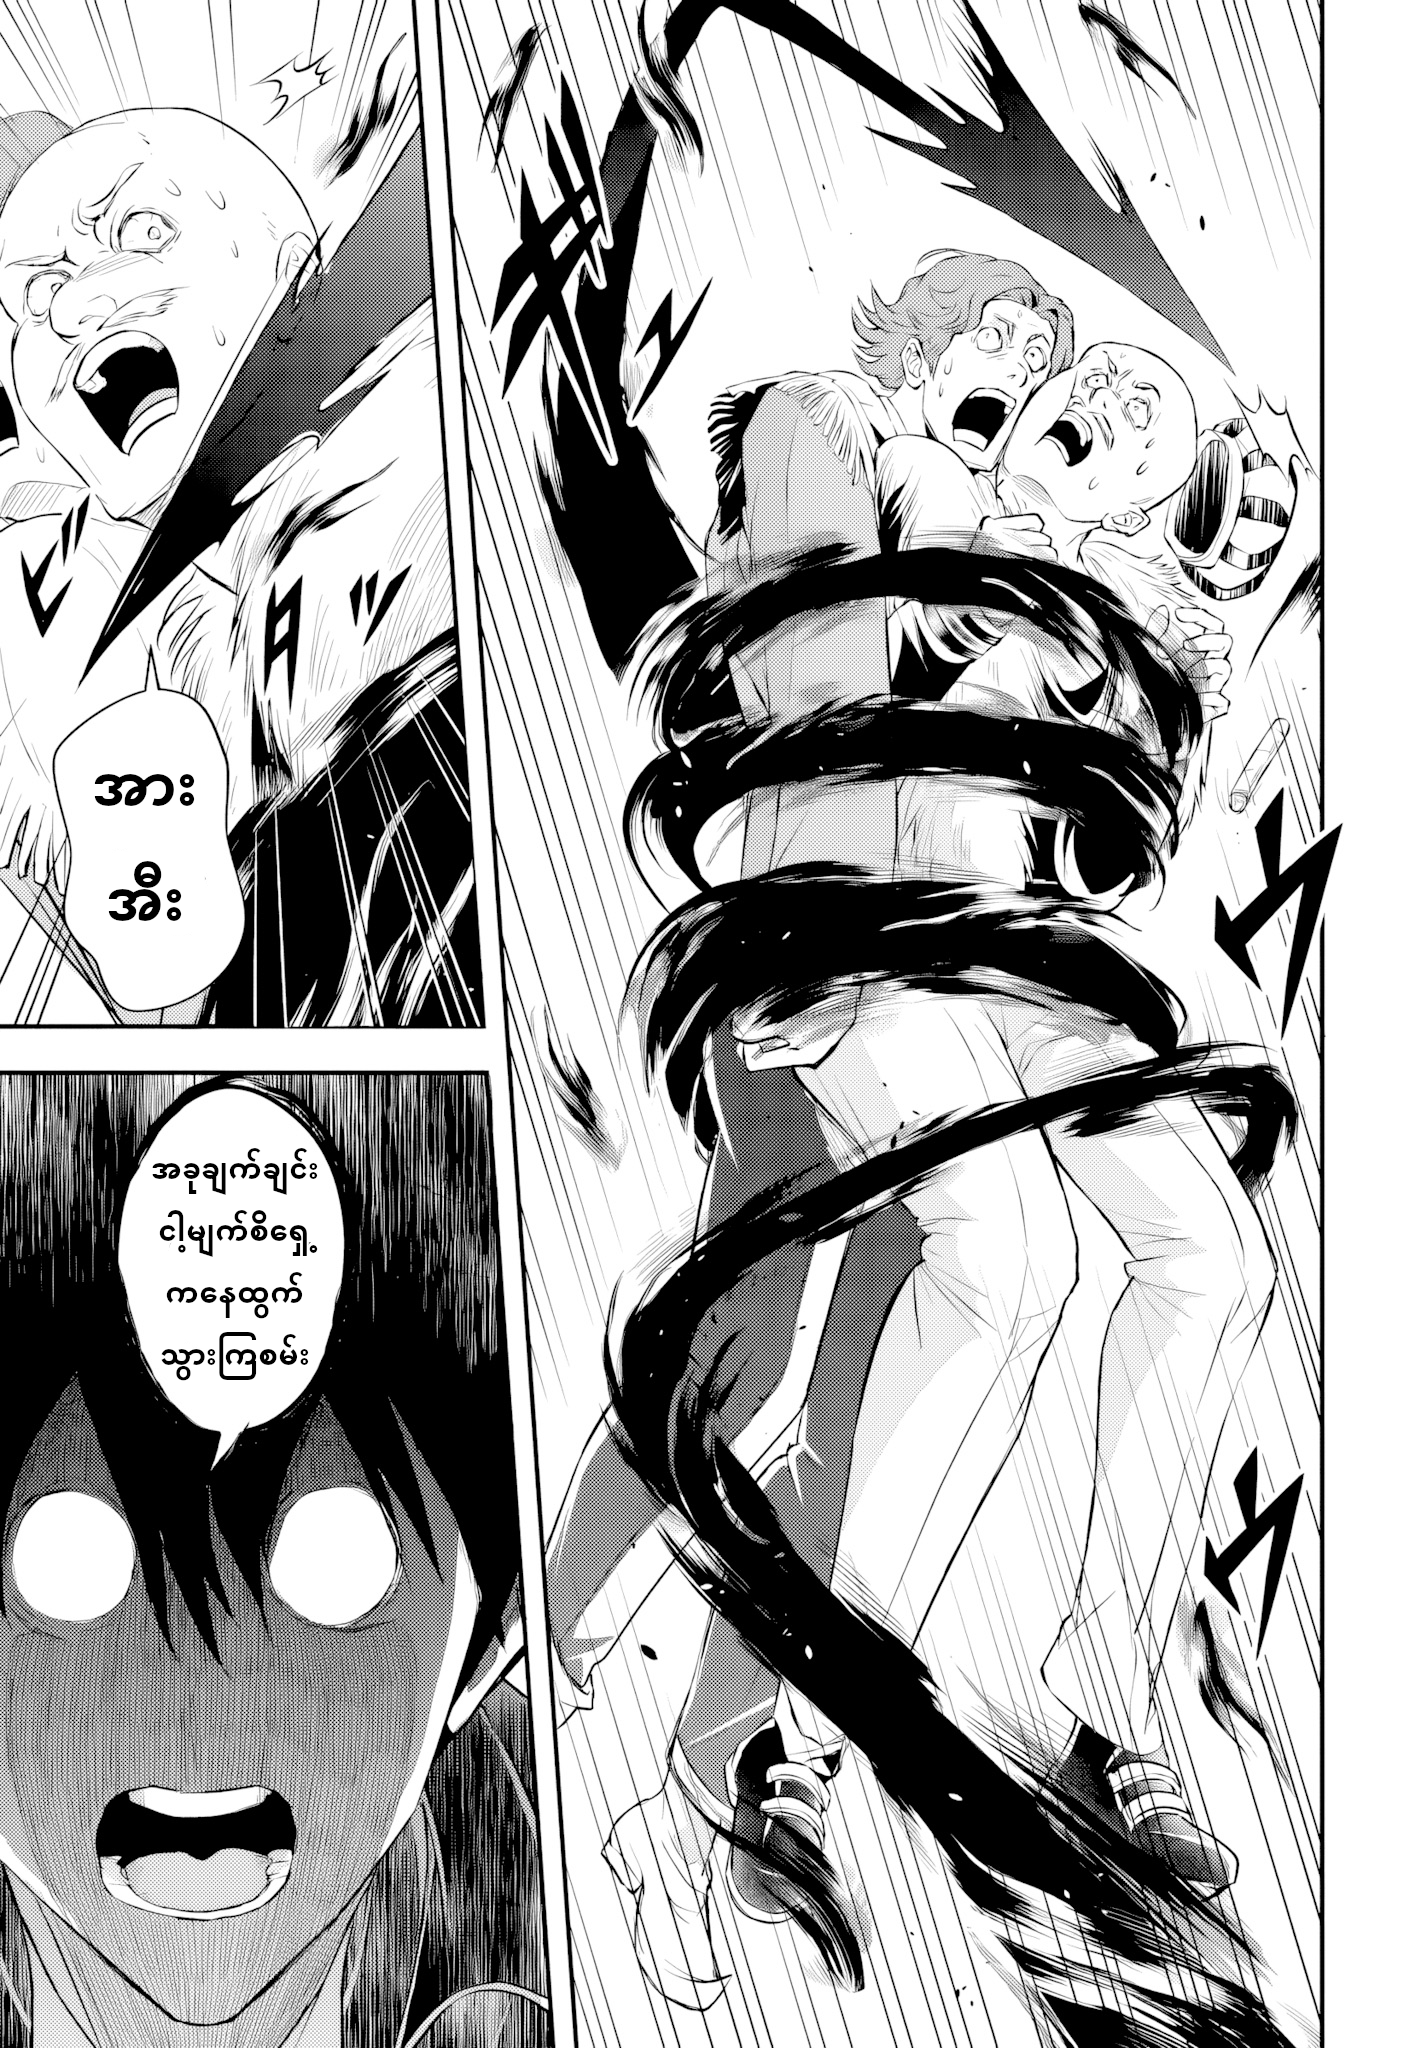 အား
အီး
အခုချက်ချင်း
ငါ့မျက်စိရှေ့
ကနေထွက်
သွားကြစမ်း